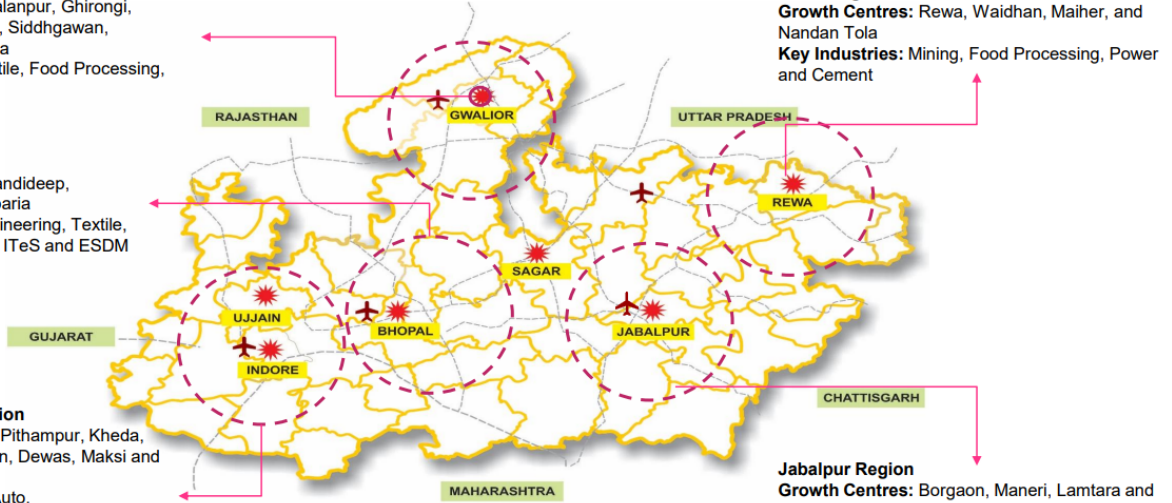 alanpur, Ghirongi,
, Siddhgawan,
a
tile, Food Processing,
Growth Centres: Rewa, Waidhan, Maiher, and
Nandan Tola
Key Industries: Mining, Food Processing, Power
and Cement
RAJASTHAN
GWALIOR
UTTAR PRADESH
andideep,
paria
ineering, Textile,
ITeS and ESDM
REWA
SAGAR
UJJAIN
BHOPAL
JABALPUR
GUJARAT
INDORE
CHATTISGARH
ion
Pithampur, Kheda,
n, Dewas, Maksi and
Auto,
MAHARASHTRA
Jabalpur Region
Growth Centres: Borgaon, Maneri, Lamtara and